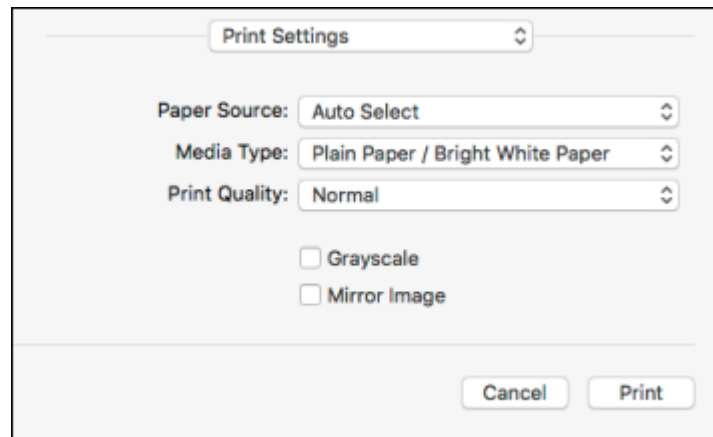 Print Settings
Paper Source: Auto Select
Media Type: Plain Paper / Bright White Paper
Print Quality: Normal
Grayscale
Mirror Image
Cancel Print